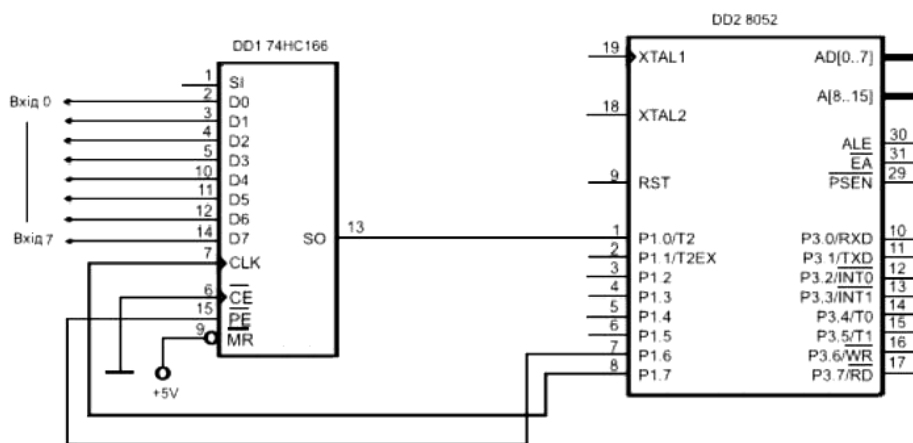 DD1 74HC166
1
SI
Вхід 0
2
D0
3
D1
4
D2
5
D3
10
D4
11
D5
12
D6
Вхід 7
14
D7
7
CLK
6
CE
15
PE
9
MR
SO
13
+5V
DD2 8052
19
XTAL1
18
XTAL2
9
RST
1
P1.0/T2
2
P1.1/T2EX
3
P1.2
4
P1.3
5
P1.4
6
P1.5
7
P1.6
8
P1.7
AD[0..7]
A[8..15]
ALE
30
EA
31
PSEN
29
P3.0/RXD
10
P3.1/TXD
11
P3.2/INT0
12
P3.3/INT1
13
P3.4/T0
14
P3.5/T1
15
P3.6/WR
16
P3.7/RD
17